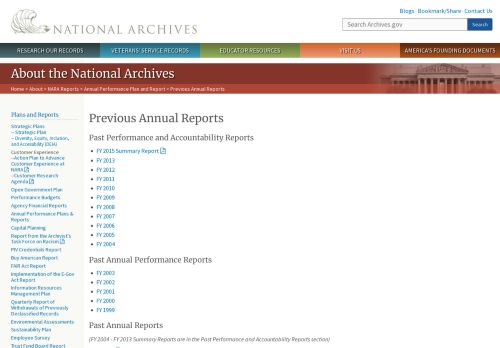 NATIONAL ARCHIVES
Blogs · Bookmark/Share · Contact Us
Search Archives.gov
Search
RESEARCH OUR RECORDS
VETERANS' SERVICE RECORDS
EDUCATOR RESOURCES
VISIT US
AMERICA'S FOUNDING DOCUMENTS
About the National Archives
Home > About > NARA Reports > Annual Performance Plan and Report > Previous Annual Reports
Plans and Reports
Strategic Plans
– Strategic Plan
– Diversity, Equity, Inclusion,
and Accessibility (DEIA)
Customer Experience
–Action Plan to Advance
Customer Experience at
NARA
–Customer Research
Agenda
Open Government Plan
Performance Budgets
Agency Financial Reports
Annual Performance Plans &
Reports
Capital Planning
Report from the Archivist's
Task Force on Racism
PIV Credentials Report
Buy American Report
FAIR Act Report
Implementation of the E-Gov
Act Report
Information Resources
Management Plan
Quarterly Report of
Withdrawals of Previously
Declassified Records
Environmental Assessments
Sustainability Plan
Employee Survey
Trust Fund Board Report
Previous Annual Reports
Past Performance and Accountability Reports
• FY 2015 Summary Report
• FY 2013
• FY 2012
• FY 2011
• FY 2010
• FY 2009
• FY 2008
• FY 2007
• FY 2006
• FY 2005
• FY 2004
Past Annual Performance Reports
• FY 2003
• FY 2002
• FY 2001
• FY 2000
• FY 1999
Past Annual Reports
(FY 2004 - FY 2013 Summary Reports are in the Past Performance and Accountability Reports section)